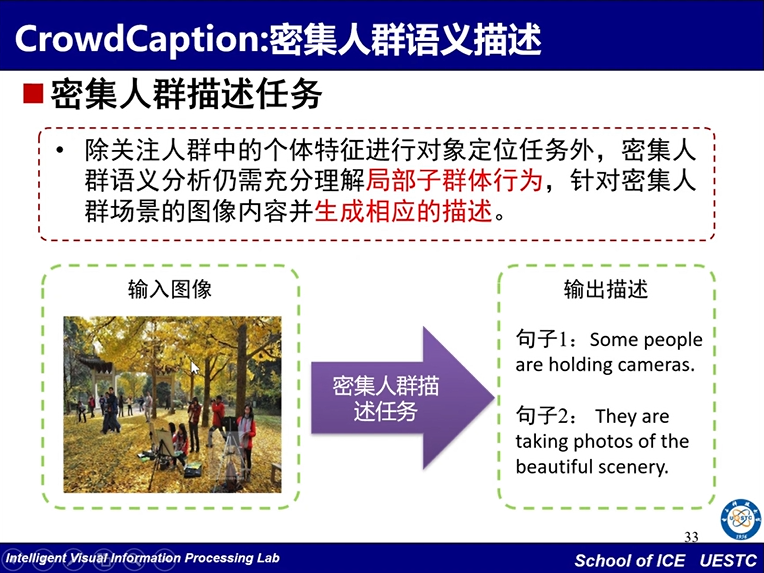 CrowdCaption:密集人群语义描述
密集人群描述任务
• 除关注人群中的个体特征进行对象定位任务外，密集人
群语义分析仍需充分理解局部子群体行为，针对密集人
群场景的图像内容并生成相应的描述。
输入图像
密集人群描
述任务
输出描述
句子1：Some people
are holding cameras.
句子2： They are
taking photos of the
beautiful scenery.
UESTC
1956
33
Intelligent Visual Information Processing Lab
School of ICE UESTC